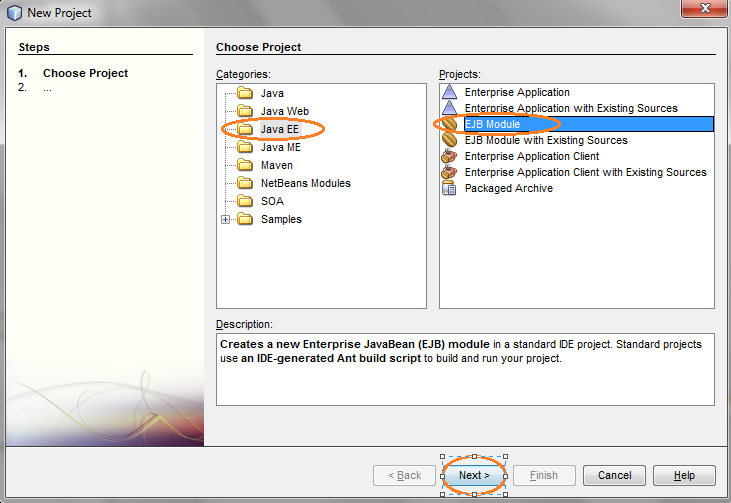 New Project
Steps
1. Choose Project
2. ...
Choose Project
Categories:
Java
Java Web
Java EE
Java ME
Maven
NetBeans Modules
SOA
Samples
Projects:
Enterprise Application
Enterprise Application with Existing Sources
EJB Module
EJB Module with Existing Sources
Enterprise Application Client
Enterprise Application Client with Existing Sources
Packaged Archive
Description:
Creates a new Enterprise JavaBean (EJB) module in a standard IDE project. Standard projects
use an IDE-generated Ant build script to build and run your project.
< Back
Next >
Finish
Cancel
Help